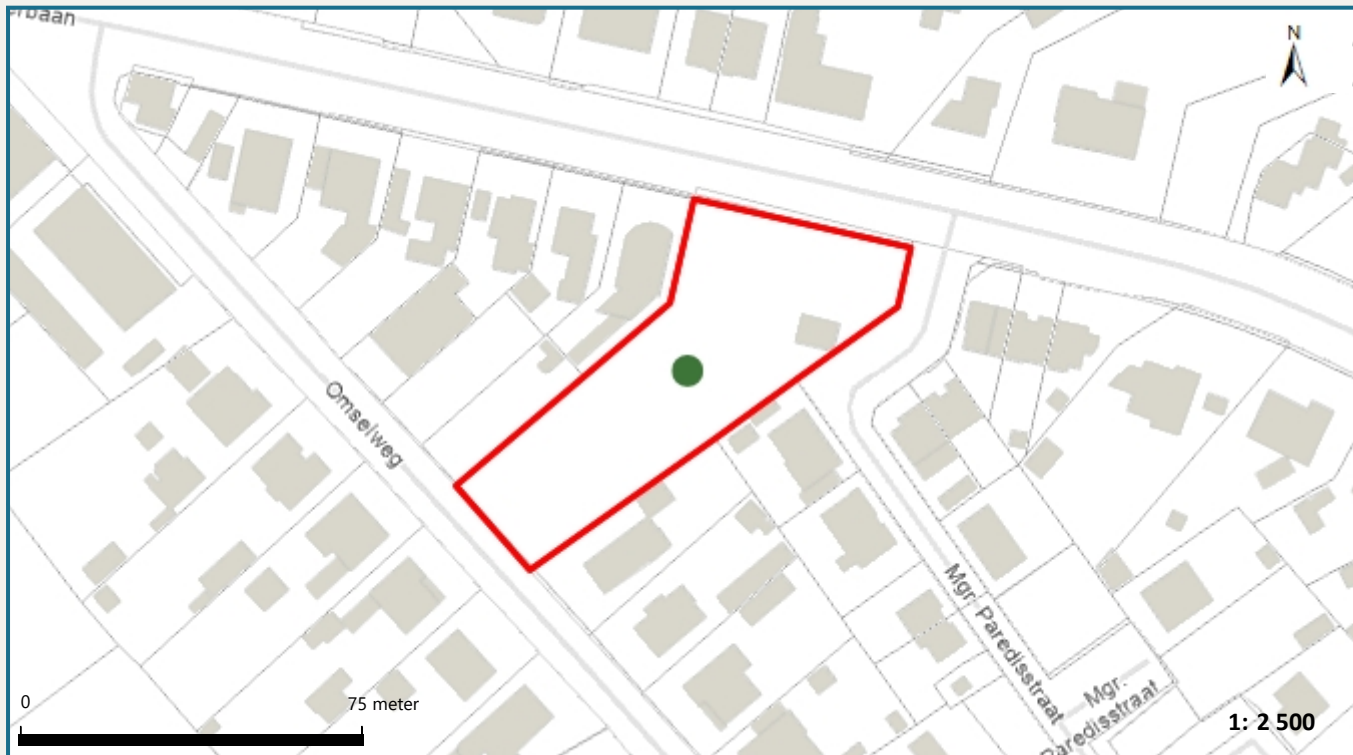 N
Omselweg
Mgr. Paredisstraat
Mgr.
Paredisstraat
0
75 meter
1: 2 500